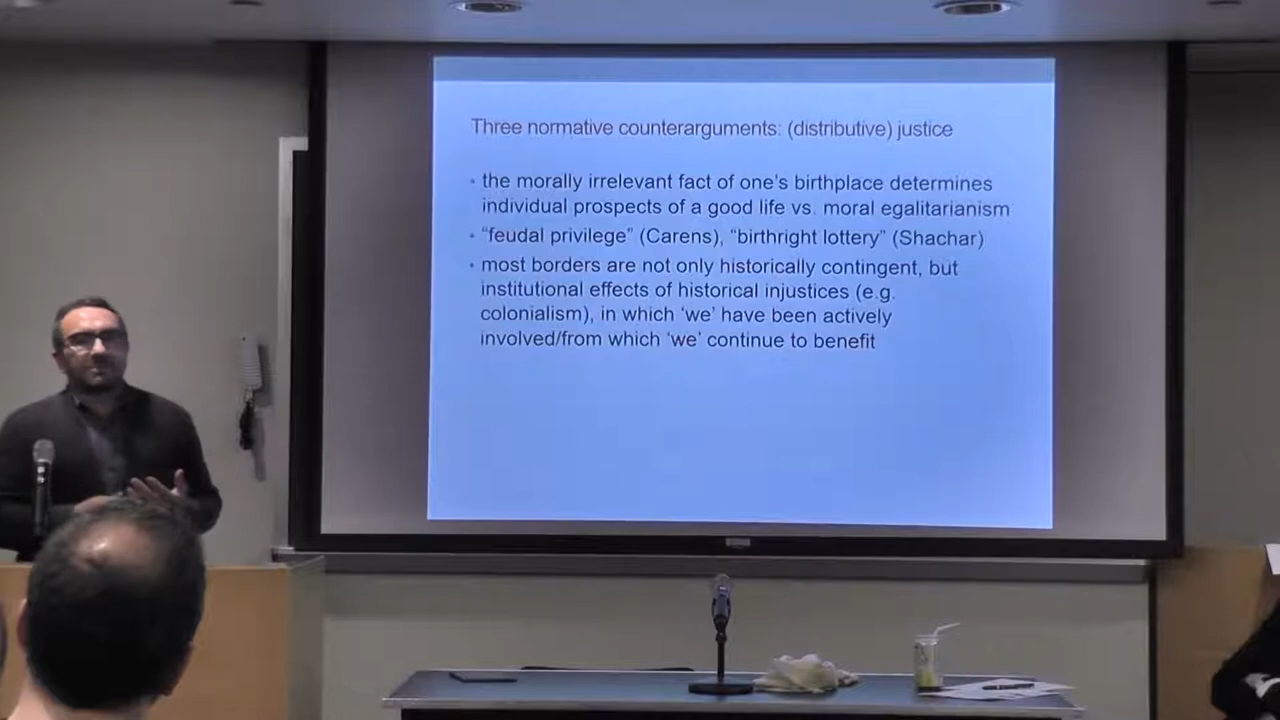 Three normative counterarguments: (distributive) justice
• the morally irrelevant fact of one's birthplace determines
individual prospects of a good life vs. moral egalitarianism
• “feudal privilege” (Carens), “birthright lottery” (Shachar)
• most borders are not only historically contingent, but
institutional effects of historical injustices (e.g.
colonialism), in which ‘we’ have been actively
involved/from which ‘we’ continue to benefit